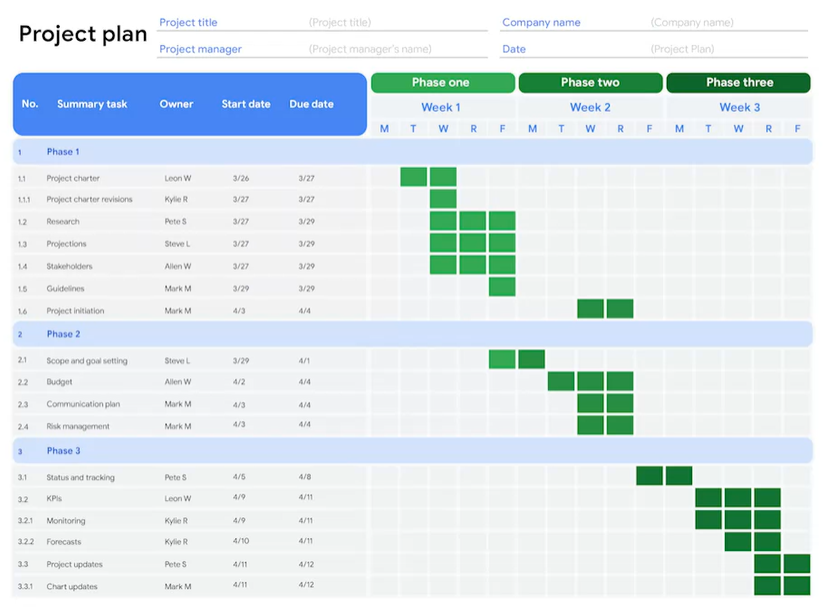 Project plan
Project title (Project title) Company name (Company name)
Project manager (Project manager's name) Date (Project Plan)
Phase one Phase two Phase three
No. Summary task Owner Start date Due date
Week 1 Week 2 Week 3
M T W R F M T W R F M T W R F
1 Phase 1
1.1 Project charter Leon W 3/26 3/27
1.1.1 Project charter revisions Kylie R 3/27 3/27
1.2 Research Pete S 3/27 3/29
1.3 Projections Steve L 3/27 3/29
1.4 Stakeholders Allen W 3/27 3/29
1.5 Guidelines Mark M 3/29 3/29
1.6 Project initiation Mark M 4/3 4/4
2 Phase 2
2.1 Scope and goal setting Steve L 3/29 4/1
2.2 Budget Allen W 4/2 4/4
2.3 Communication plan Mark M 4/3 4/4
2.4 Risk management Mark M 4/3 4/4
3 Phase 3
3.1 Status and tracking Pete S 4/5 4/8
3.2 KPIs Leon W 4/9 4/11
3.2.1 Monitoring Kylie R 4/9 4/11
3.2.2 Forecasts Kylie R 4/10 4/11
3.3 Project updates Pete S 4/11 4/12
3.3.1 Chart updates Mark M 4/11 4/12